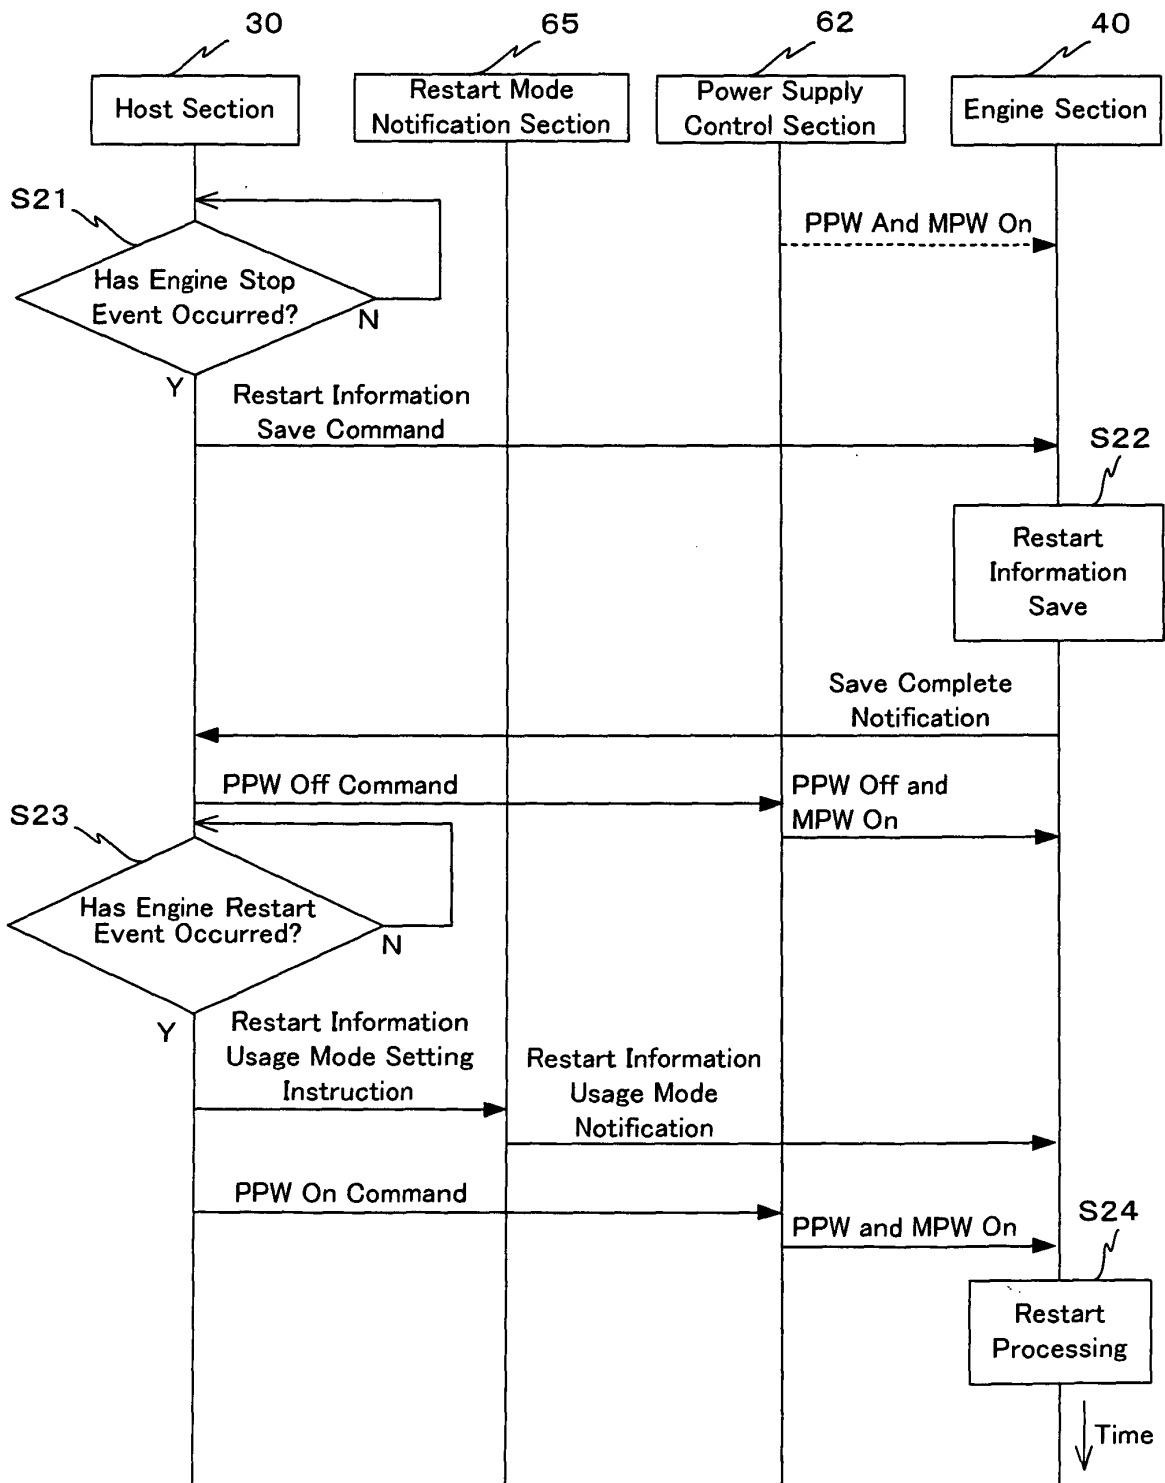 30
65
62
40
Host Section
Restart Mode
Notification Section
Power Supply
Control Section
Engine Section
S21
PPW And MPW On
Has Engine Stop
Event Occurred?
N
Y
Restart Information
Save Command
S22
Restart
Information
Save
Save Complete
Notification
PPW Off Command
PPW Off and
MPW On
S23
Has Engine Restart
Event Occurred?
N
Y
Restart Information
Usage Mode Setting
Instruction
Restart Information
Usage Mode
Notification
PPW On Command
PPW and MPW On
S24
Restart
Processing
Time